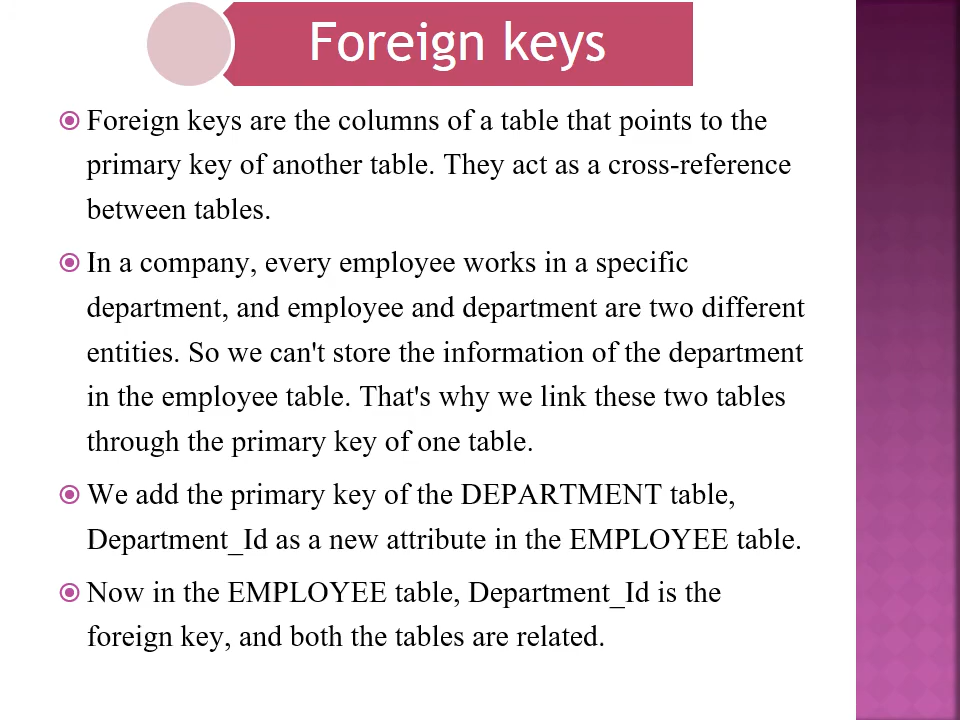 Foreign keys
Foreign keys are the columns of a table that points to the
primary key of another table. They act as a cross-reference
between tables.
In a company, every employee works in a specific
department, and employee and department are two different
entities. So we can't store the information of the department
in the employee table. That's why we link these two tables
through the primary key of one table.
We add the primary key of the DEPARTMENT table,
Department_Id as a new attribute in the EMPLOYEE table.
Now in the EMPLOYEE table, Department_Id is the
foreign key, and both the tables are related.